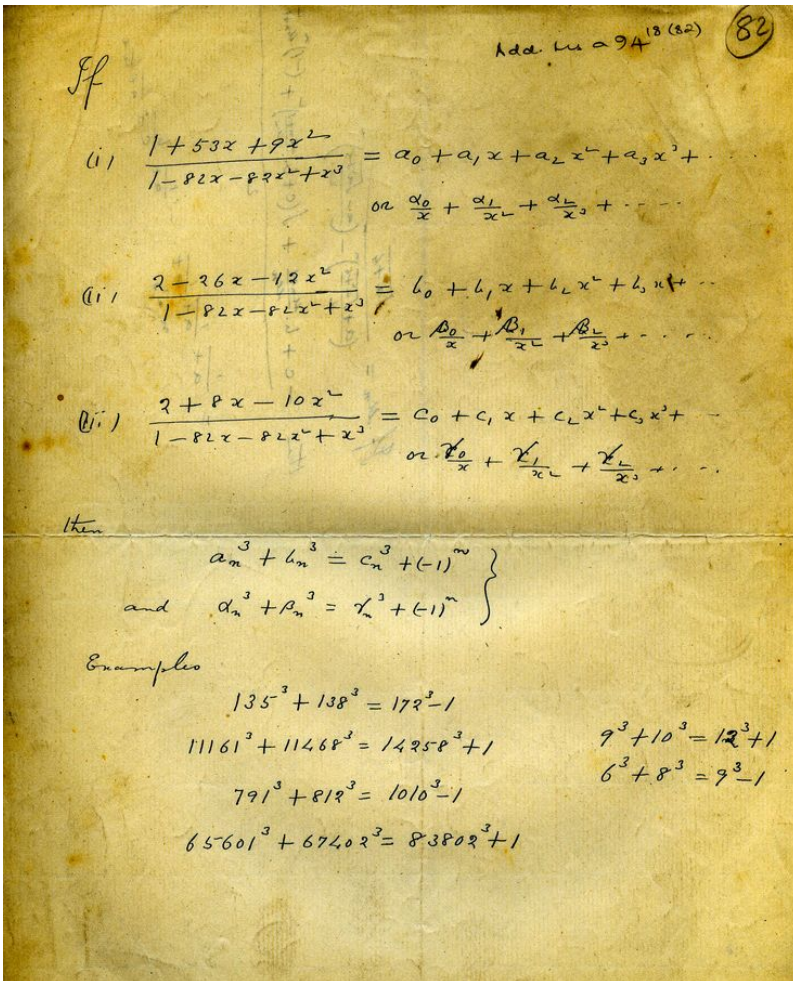 Add. Ms a 94¹⁸ ⁽⁸²⁾ 82
If
(i) (1 + 53x + 9x²)/(1 - 82x - 82x² + x³) = a₀ + a₁x + a₂x² + a₃x³ + ....
or α₀/x + α₁/x² + α₂/x³ + .....
(ii) (2 - 26x - 12x²)/(1 - 82x - 82x² + x³) = b₀ + b₁x + b₂x² + b₃x³ + ...
or β₀/x + β₁/x² + β₂/x³ + .....
(iii) (2 + 8x - 10x²)/(1 - 82x - 82x² + x³) = c₀ + c₁x + c₂x² + c₃x³ + ..
or γ₀/x + γ₁/x² + γ₂/x³ + ....
then
aₙ³ + bₙ³ = cₙ³ + (-1)ⁿ }
and αₙ³ + βₙ³ = γₙ³ + (-1)ⁿ
Examples
135³ + 138³ = 172³ - 1
11161³ + 11468³ = 14258³ + 1
791³ + 812³ = 1010³ - 1
65601³ + 67402³ = 83802³ + 1
9³ + 10³ = 12³ + 1
6³ + 8³ = 9³ - 1